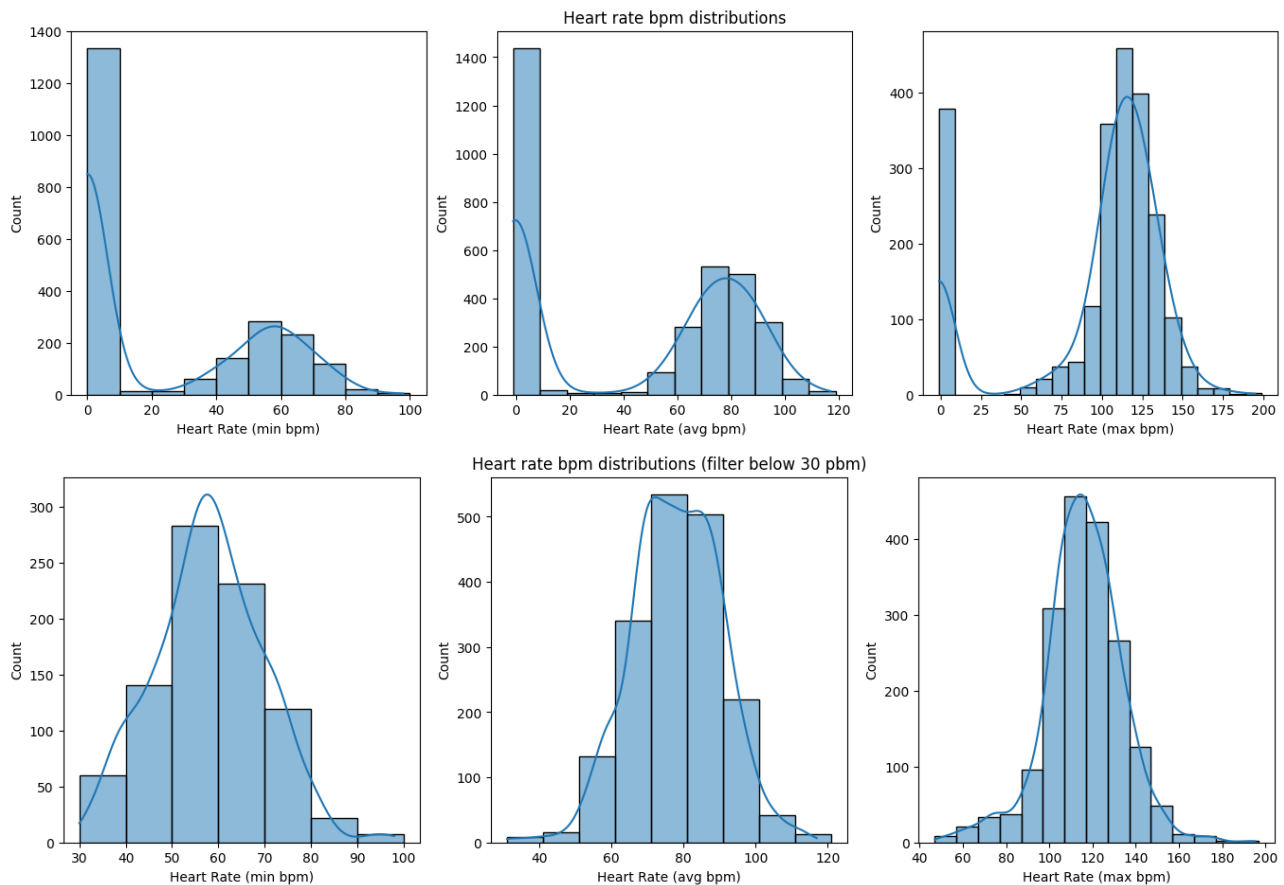 Heart rate bpm distributions
1400
1200
1000
800
600
400
200
0
Count
0 20 40 60 80 100
Heart Rate (min bpm)
1400
1200
1000
800
600
400
200
0
Count
0 20 40 60 80 100 120
Heart Rate (avg bpm)
400
300
200
100
0
Count
0 25 50 75 100 125 150 175 200
Heart Rate (max bpm)
Heart rate bpm distributions (filter below 30 pbm)
300
250
200
150
100
50
0
Count
30 40 50 60 70 80 90 100
Heart Rate (min bpm)
500
400
300
200
100
0
Count
40 60 80 100 120
Heart Rate (avg bpm)
400
300
200
100
0
Count
40 60 80 100 120 140 160 180 200
Heart Rate (max bpm)